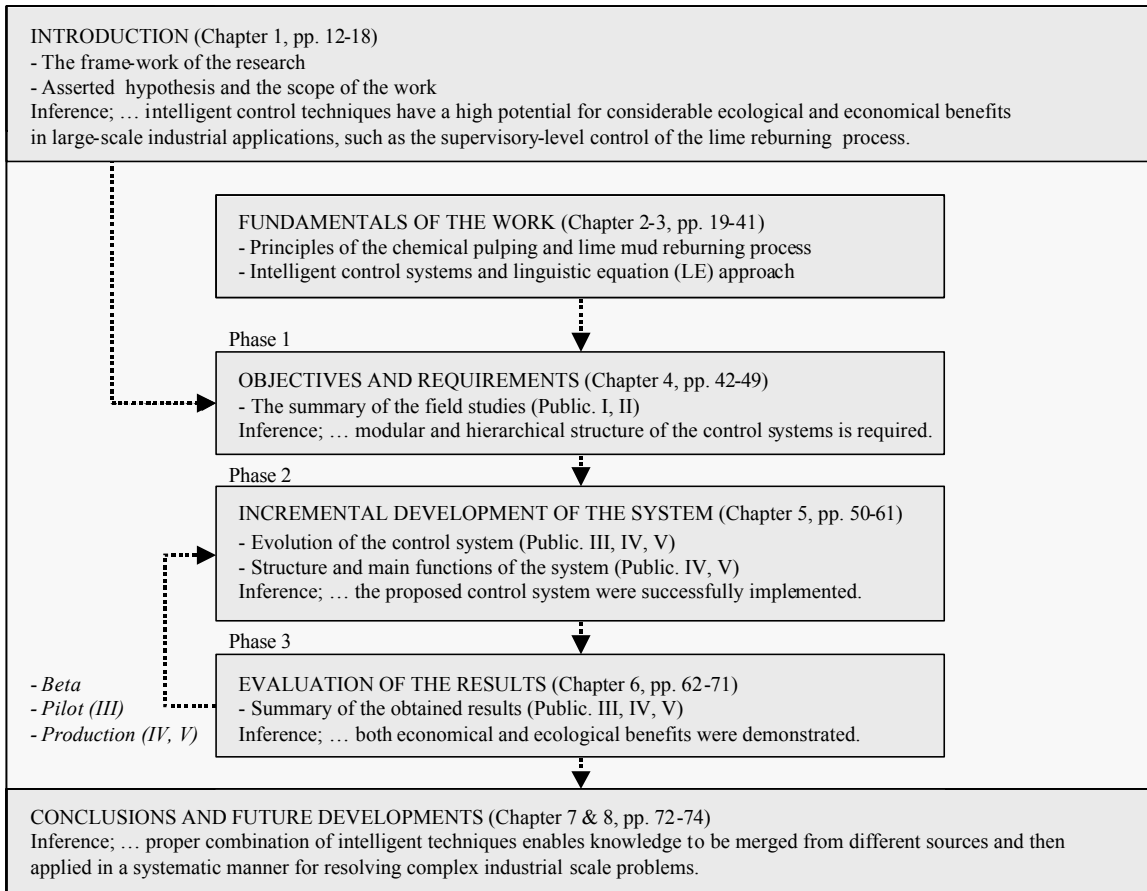 INTRODUCTION (Chapter 1, pp. 12-18)
- The frame-work of the research
- Asserted hypothesis and the scope of the work
Inference; … intelligent control techniques have a high potential for considerable ecological and economical benefits
in large-scale industrial applications, such as the supervisory-level control of the lime reburning process.
FUNDAMENTALS OF THE WORK (Chapter 2-3, pp. 19-41)
- Principles of the chemical pulping and lime mud reburning process
- Intelligent control systems and linguistic equation (LE) approach
Phase 1
OBJECTIVES AND REQUIREMENTS (Chapter 4, pp. 42-49)
- The summary of the field studies (Public. I, II)
Inference; … modular and hierarchical structure of the control systems is required.
Phase 2
INCREMENTAL DEVELOPMENT OF THE SYSTEM (Chapter 5, pp. 50-61)
- Evolution of the control system (Public. III, IV, V)
- Structure and main functions of the system (Public. IV, V)
Inference; … the proposed control system were successfully implemented.
Phase 3
EVALUATION OF THE RESULTS (Chapter 6, pp. 62-71)
- Summary of the obtained results (Public. III, IV, V)
Inference; … both economical and ecological benefits were demonstrated.
- Beta
- Pilot (III)
- Production (IV, V)
CONCLUSIONS AND FUTURE DEVELOPMENTS (Chapter 7 & 8, pp. 72-74)
Inference; … proper combination of intelligent techniques enables knowledge to be merged from different sources and then
applied in a systematic manner for resolving complex industrial scale problems.